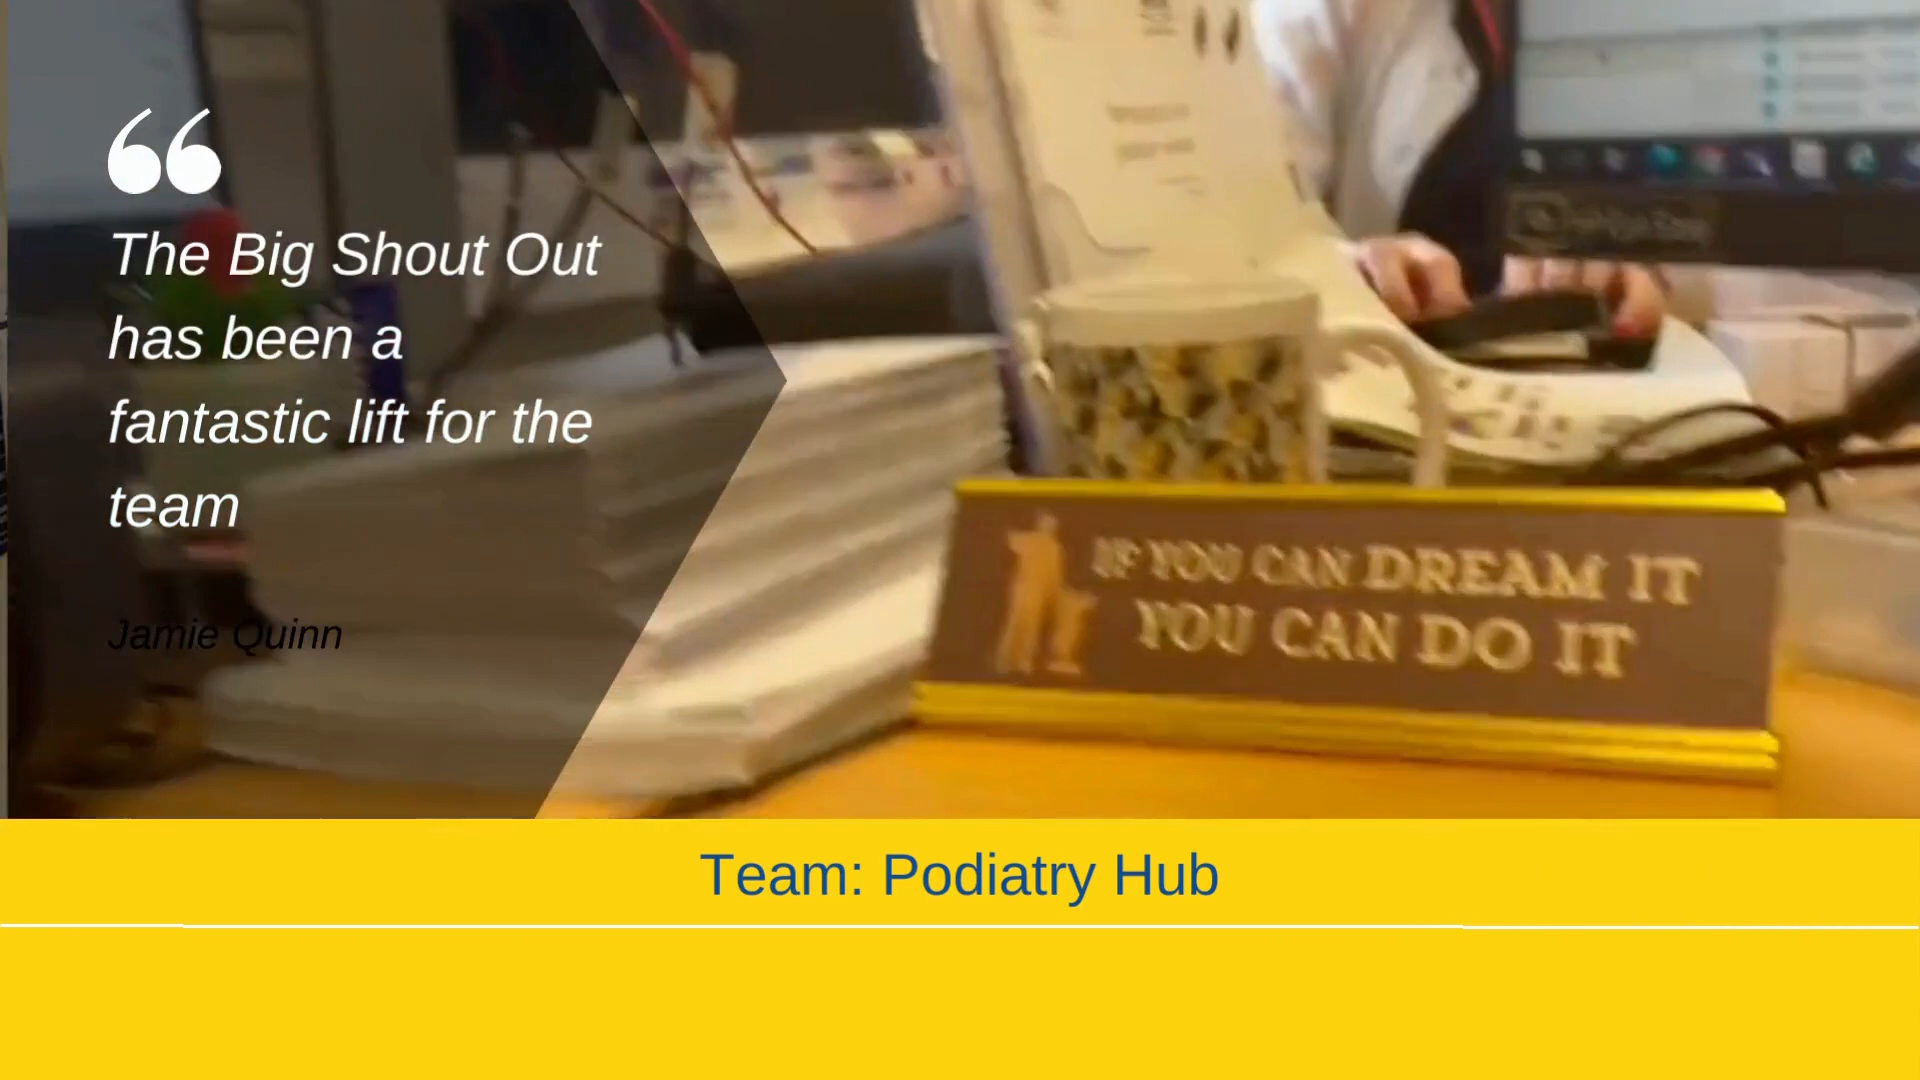 “
The Big Shout Out
has been a
fantastic lift for the
team
Jamie Quinn
IF YOU CAN DREAM IT
YOU CAN DO IT
Team: Podiatry Hub